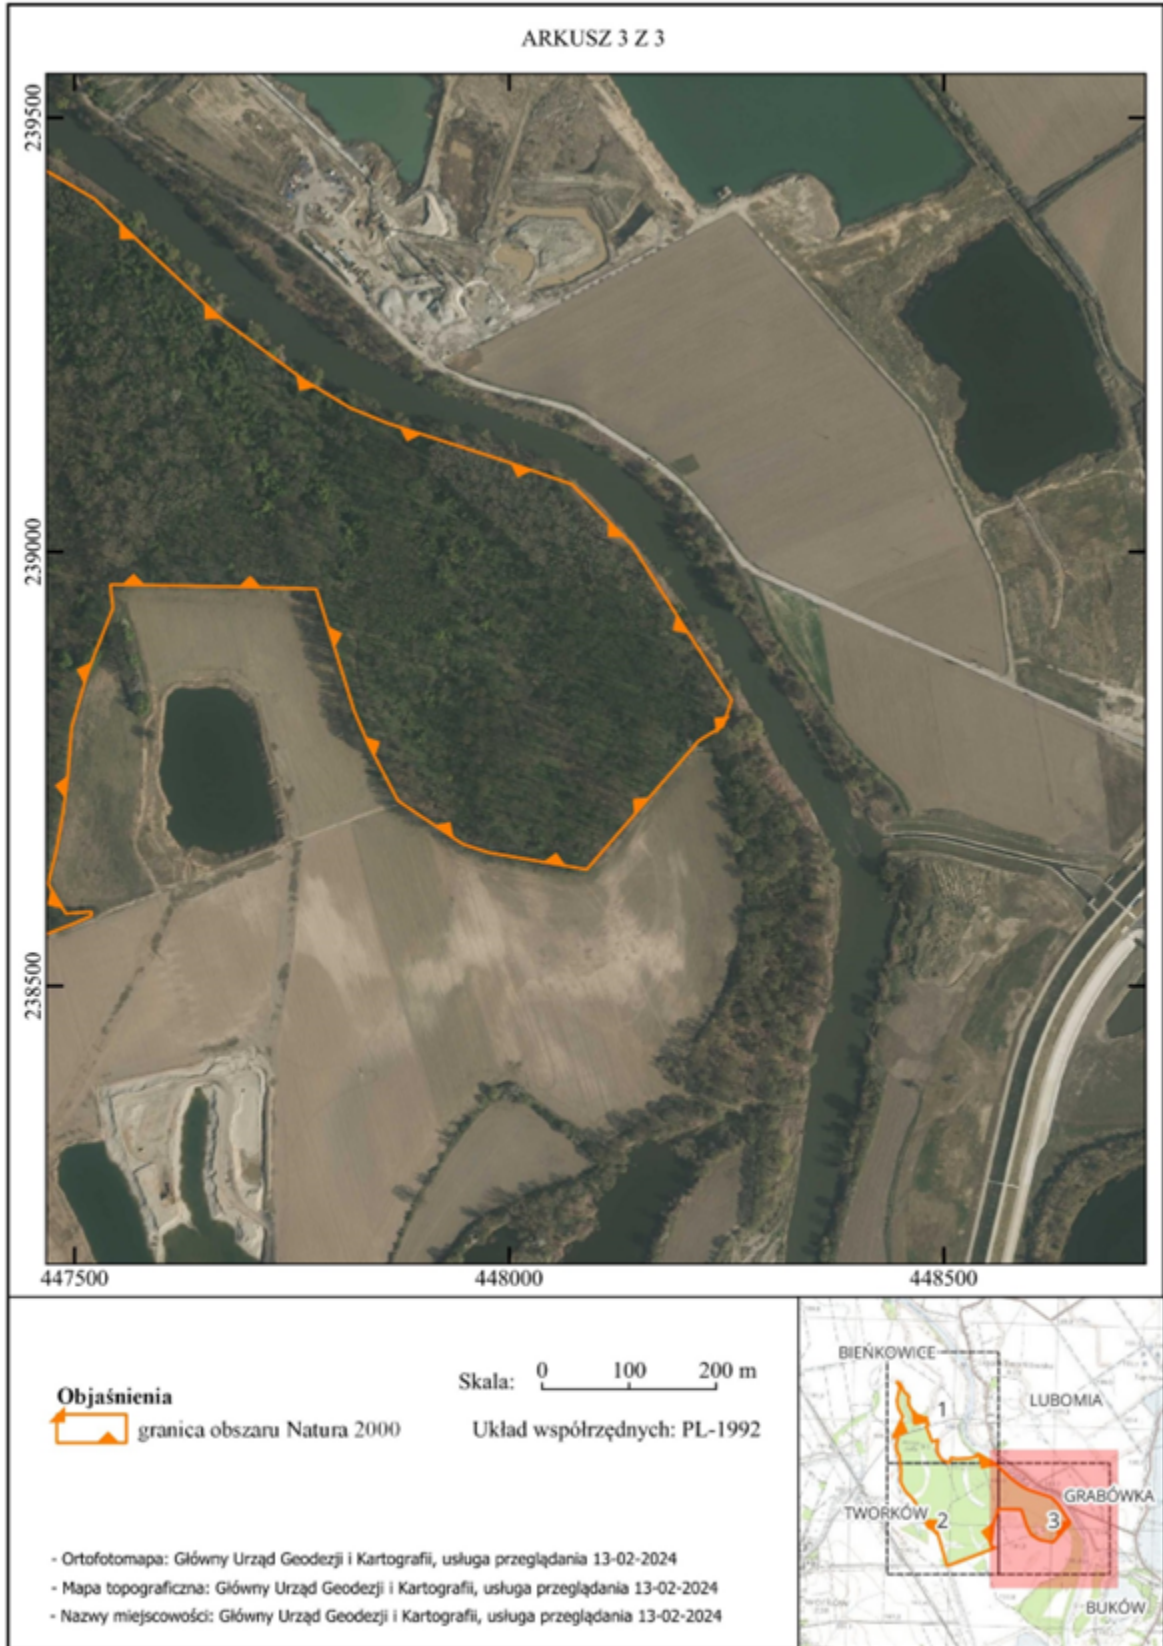 ARKUSZ 3 Z 3
239500
239000
238500
447500
448000
448500
Objaśnienia
granica obszaru Natura 2000
Skala:
0 100 200 m
Układ współrzędnych: PL-1992
- Ortofotomapa: Główny Urząd Geodezji i Kartografii, usługa przeglądania 13-02-2024
- Mapa topograficzna: Główny Urząd Geodezji i Kartografii, usługa przeglądania 13-02-2024
- Nazwy miejscowości: Główny Urząd Geodezji i Kartografii, usługa przeglądania 13-02-2024
BIEŃKOWICE
1
LUBOMIA
GRABÓWKA
TWORKÓW
2
3
BUKÓW